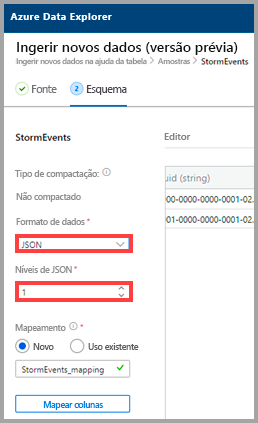 Azure Data Explorer
Ingerir novos dados (versão prévia)
Ingerir novos dados na ajuda da tabela > Amostras > StormEvents
Fonte
2 Esquema
StormEvents
Editor
Tipo de compactação:
uid (string)
Não compactado
00-0000-0000-0001-02.
01-0000-0000-0001-02.
Formato de dados *
JSON
Níveis de JSON *
1
Mapeamento *
Novo
Uso existente
StormEvents_mapping
Mapear colunas